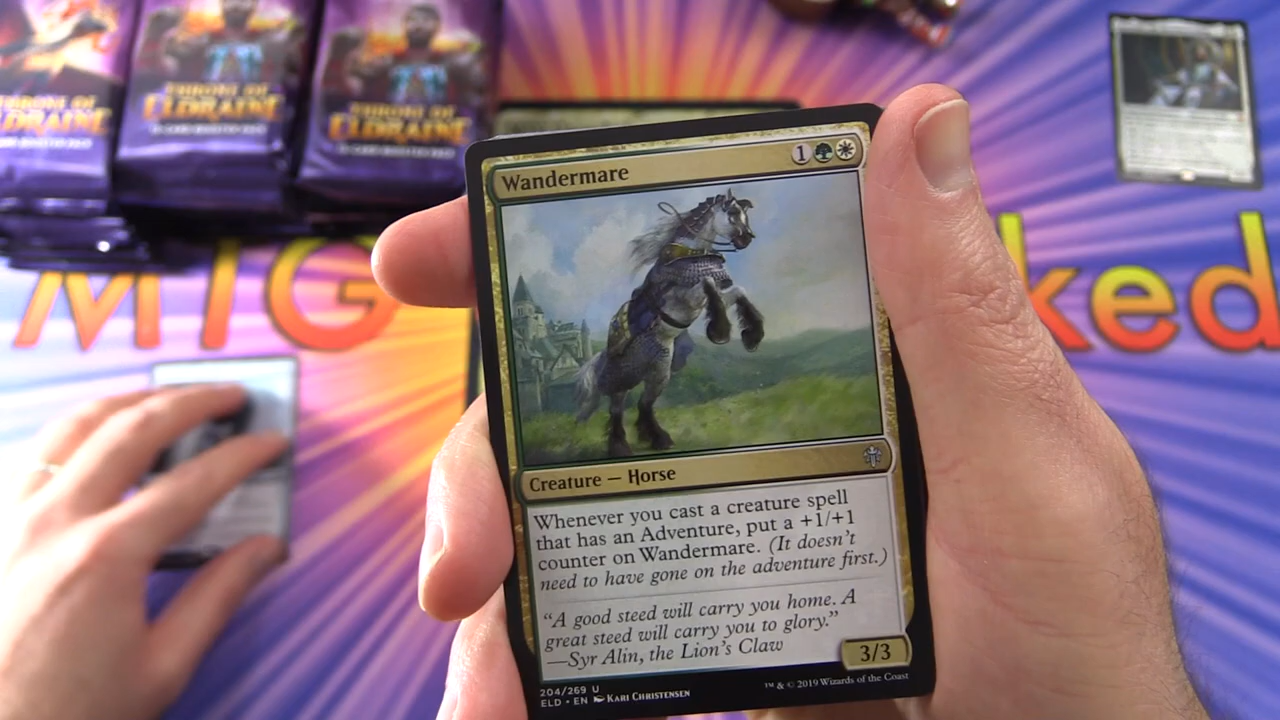 THRONE OF
ELDRAINE
THRONE OF
ELDRAINE
THRONE OF
ELDRAINE
MTG
ked
Wandermare
1
Creature — Horse
Whenever you cast a creature spell
that has an Adventure, put a +1/+1
counter on Wandermare. (It doesn't
need to have gone on the adventure first.)
"A good steed will carry you home. A
great steed will carry you to glory."
—Syr Alin, the Lion's Claw
3/3
204/269 U
ELD • EN Kari Christensen
™ & © 2019 Wizards of the Coast